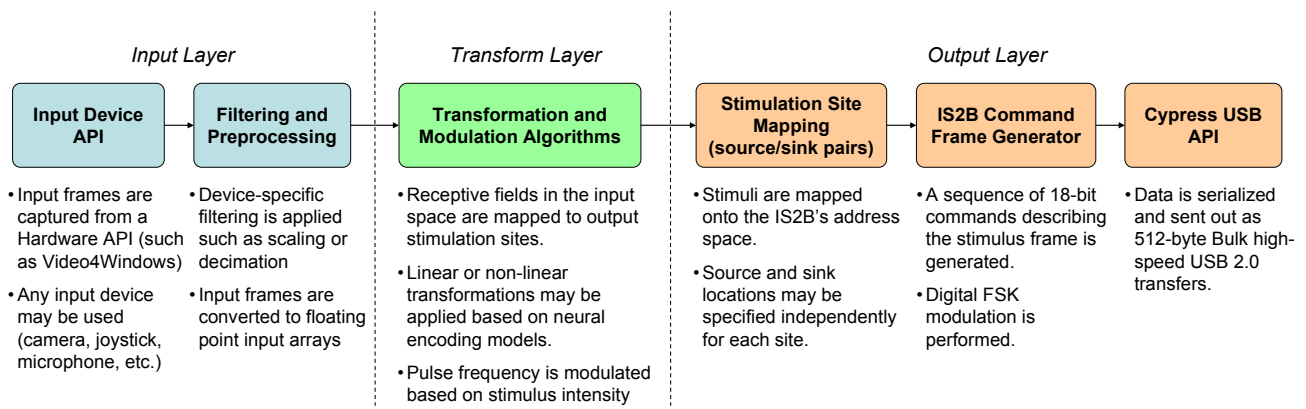 Input Layer
Transform Layer
Output Layer
Input Device
API
Filtering and
Preprocessing
Transformation and
Modulation Algorithms
Stimulation Site
Mapping
(source/sink pairs)
IS2B Command
Frame Generator
Cypress USB
API
• Input frames are
captured from a
Hardware API (such
as Video4Windows)
• Any input device
may be used
(camera, joystick,
microphone, etc.)
• Device-specific
filtering is applied
such as scaling or
decimation
• Input frames are
converted to floating
point input arrays
• Receptive fields in the input
space are mapped to output
stimulation sites.
• Linear or non-linear
transformations may be
applied based on neural
encoding models.
• Pulse frequency is modulated
based on stimulus intensity
• Stimuli are mapped
onto the IS2B's address
space.
• Source and sink
locations may be
specified independently
for each site.
• A sequence of 18-bit
commands describing
the stimulus frame is
generated.
• Digital FSK
modulation is
performed.
• Data is serialized
and sent out as
512-byte Bulk high-
speed USB 2.0
transfers.